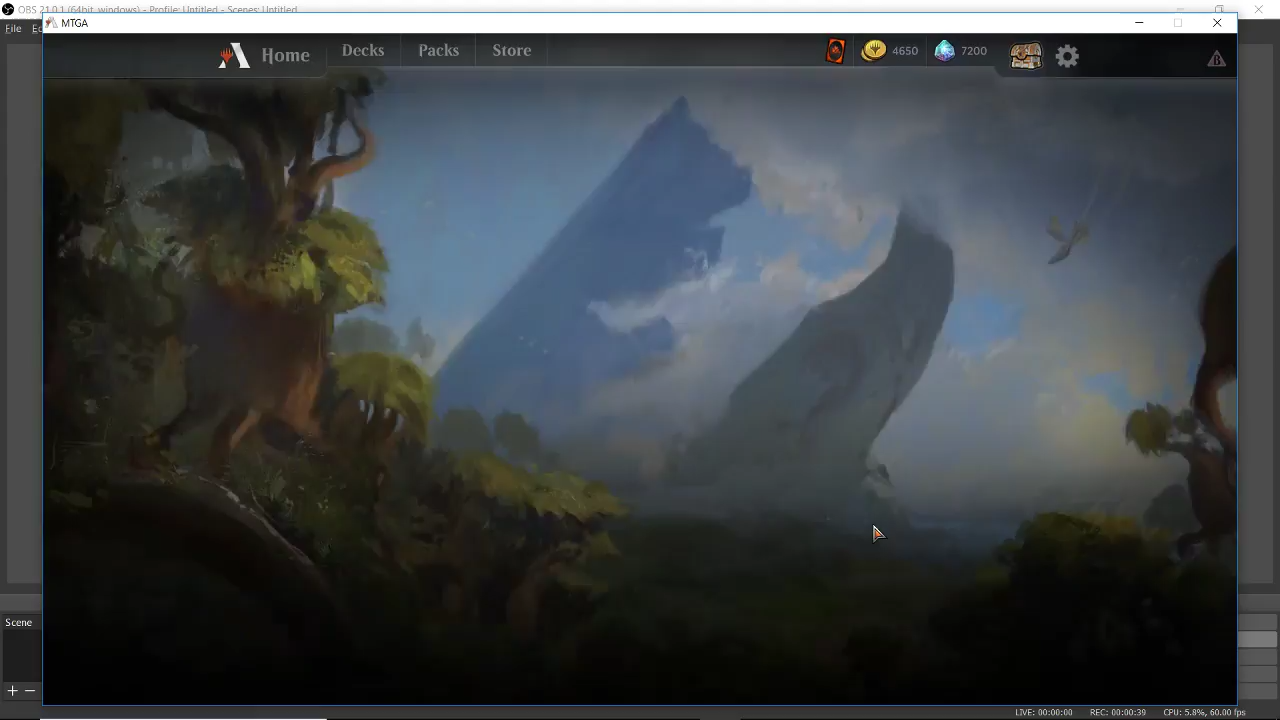 OBS 21.0.1 (64bit, windows) - Profile: Untitled - Scenes: Untitled
File
MTGA
Home
Decks
Packs
Store
4650
7200
Scene
LIVE: 00:00:00
REC: 00:00:39
CPU: 5.8%, 60.00 fps